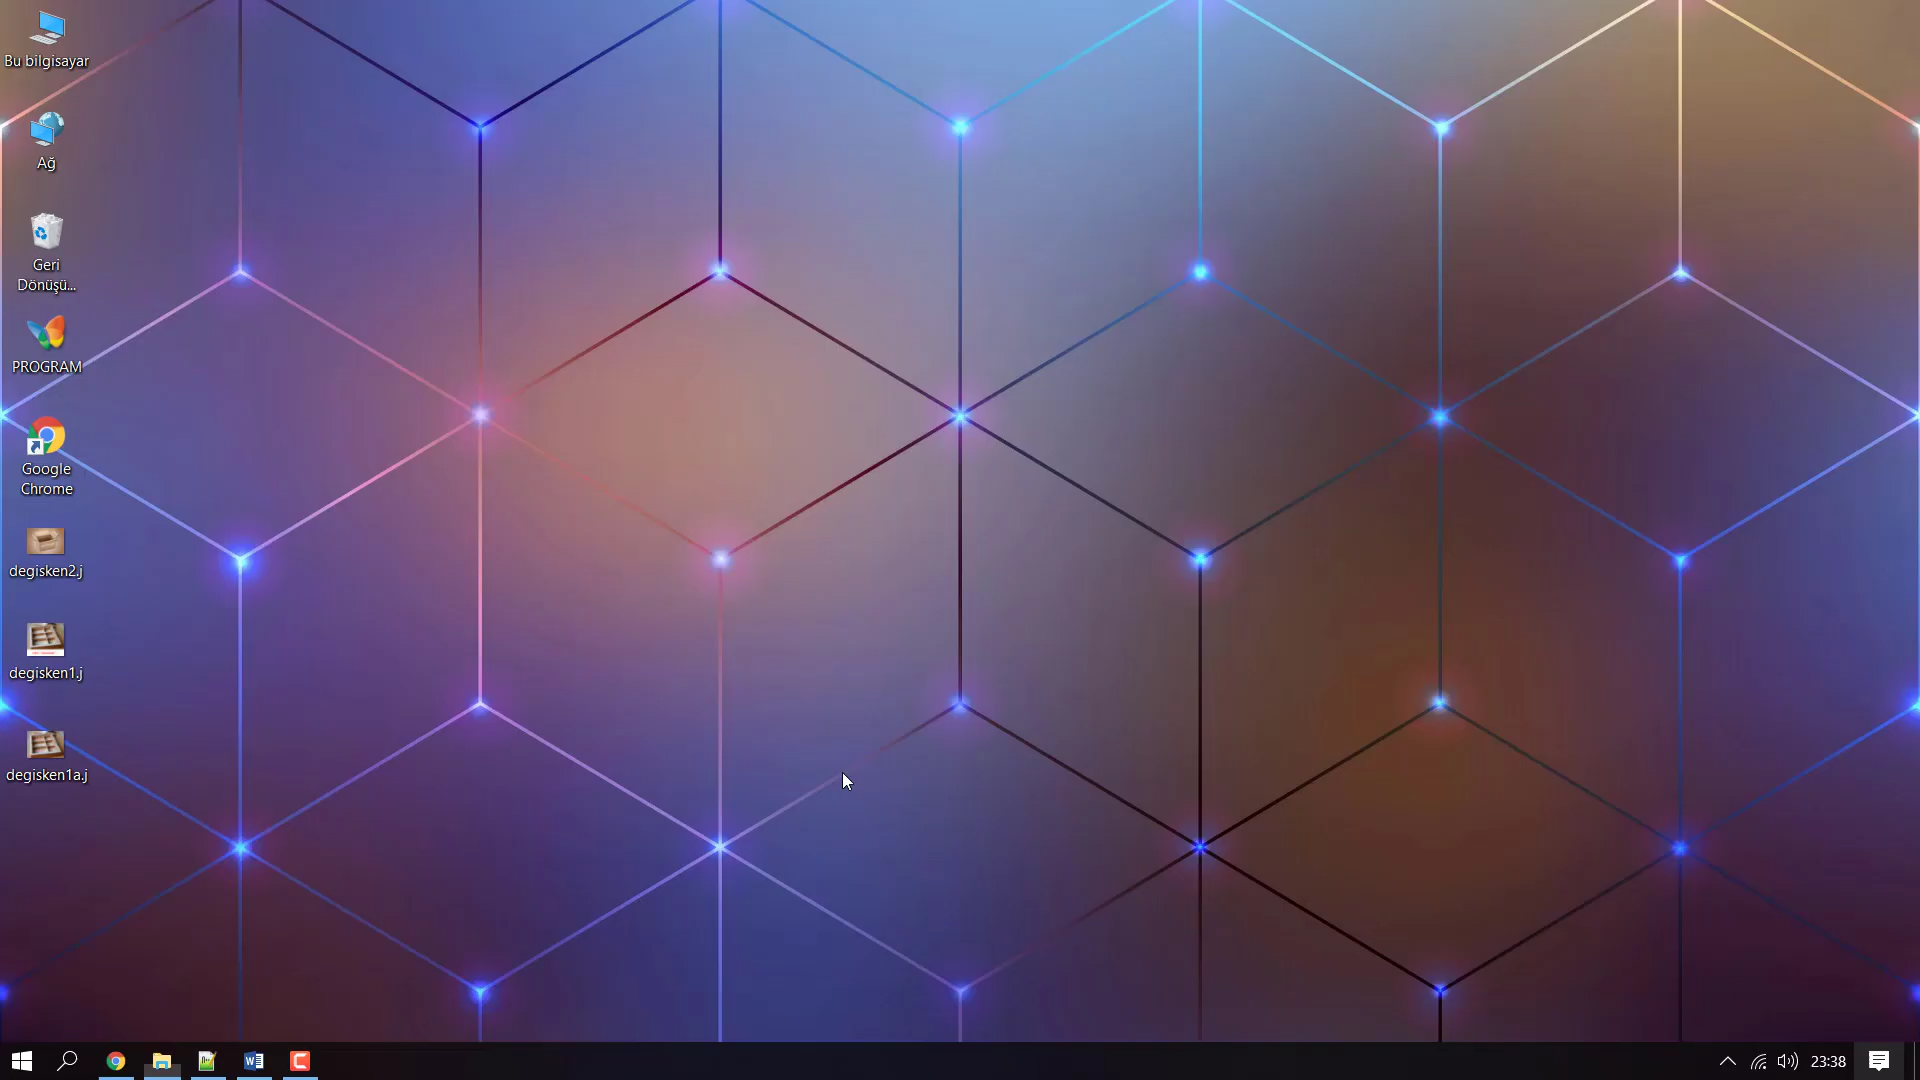 Bu bilgisayar
Ağ
Geri
Dönüşü...
PROGRAM
Google
Chrome
degisken2.j
degisken1.j
degisken1a.j
23:38